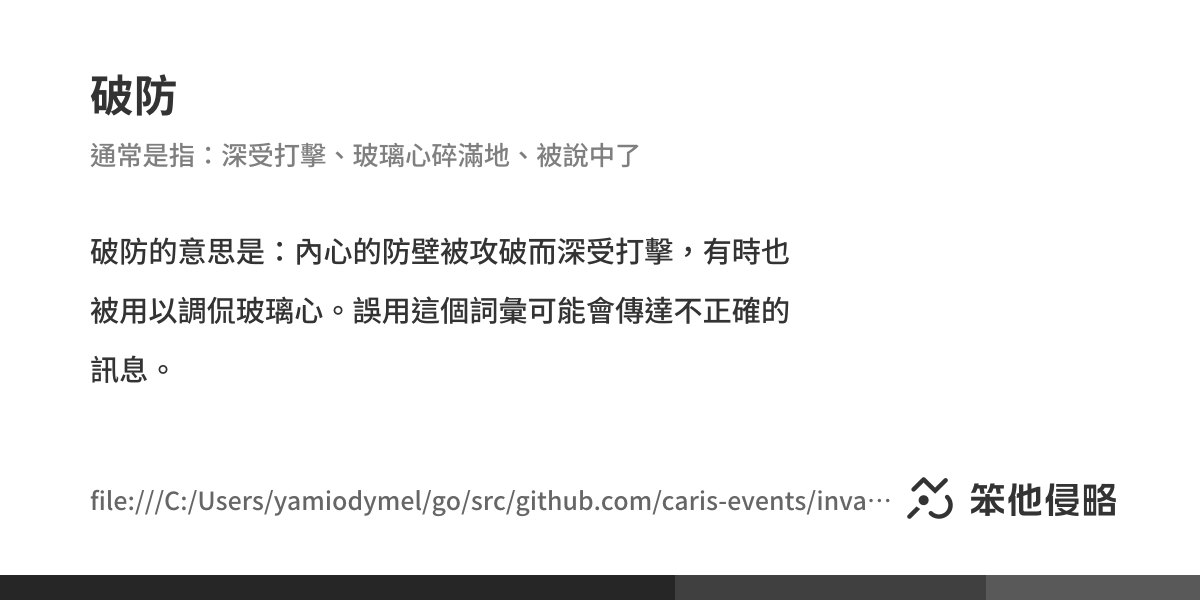 破防
通常是指：深受打擊、玻璃心碎滿地、被說中了
破防的意思是：內心的防壁被攻破而深受打擊，有時也
被用以調侃玻璃心。誤用這個詞彙可能會傳達不正確的
訊息。
file:///C:/Users/yamiodymel/go/src/github.com/caris-events/inva…
笨他侵略